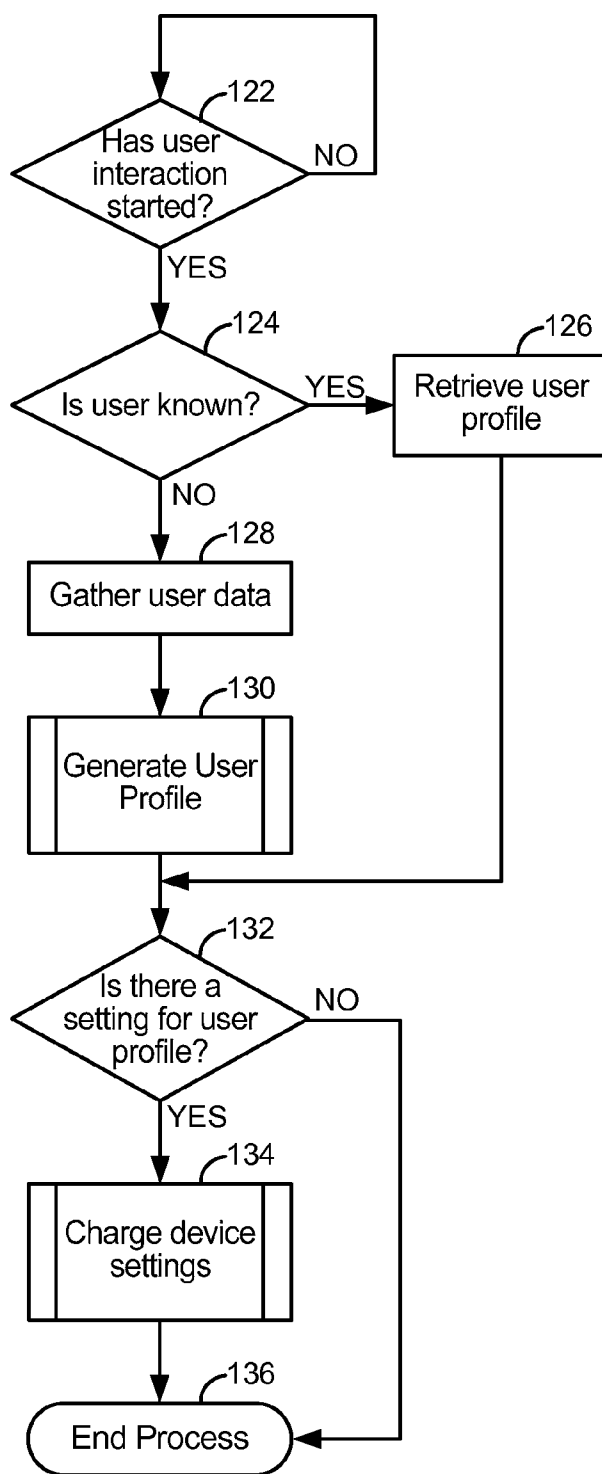 122
Has user
interaction
started?
NO
YES
124
Is user known?
YES
126
Retrieve user
profile
NO
128
Gather user data
130
Generate User
Profile
132
Is there a
setting for user
profile?
NO
YES
134
Charge device
settings
136
End Process